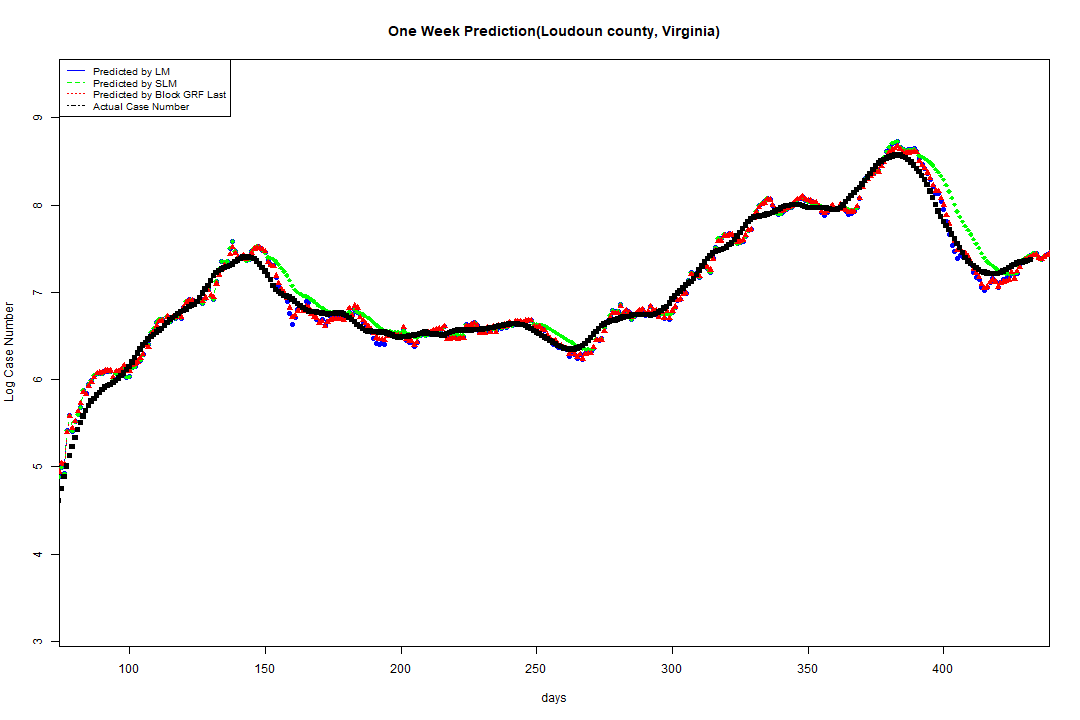 One Week Prediction(Loudoun county, Virginia)
Predicted by LM
Predicted by SLM
Predicted by Block GRF Last
Actual Case Number
9
8
7
6
5
4
3
Log Case Number
100 150 200 250 300 350 400
days